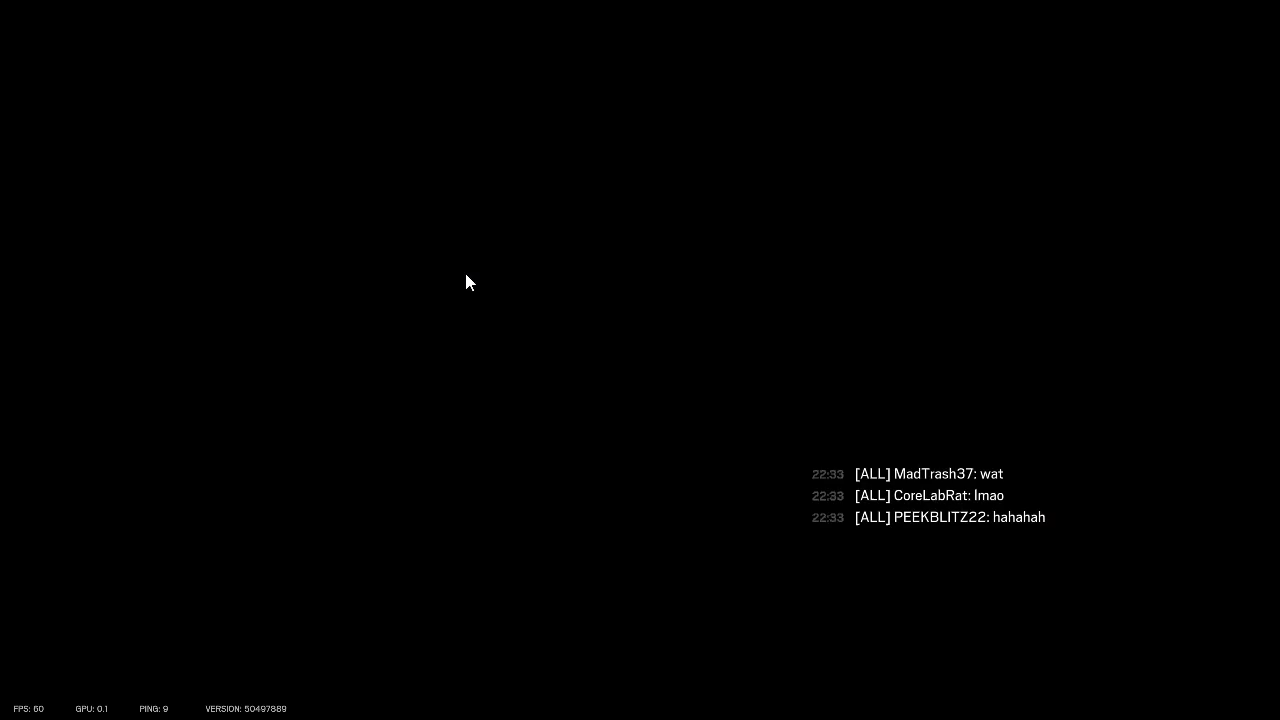 22:33 [ALL] MadTrash37: wat
22:33 [ALL] CoreLabRat: lmao
22:33 [ALL] PEEKBLITZ22: hahahah
FPS: 60 GPU: 0.1 PING: 9 VERSION: 50497889